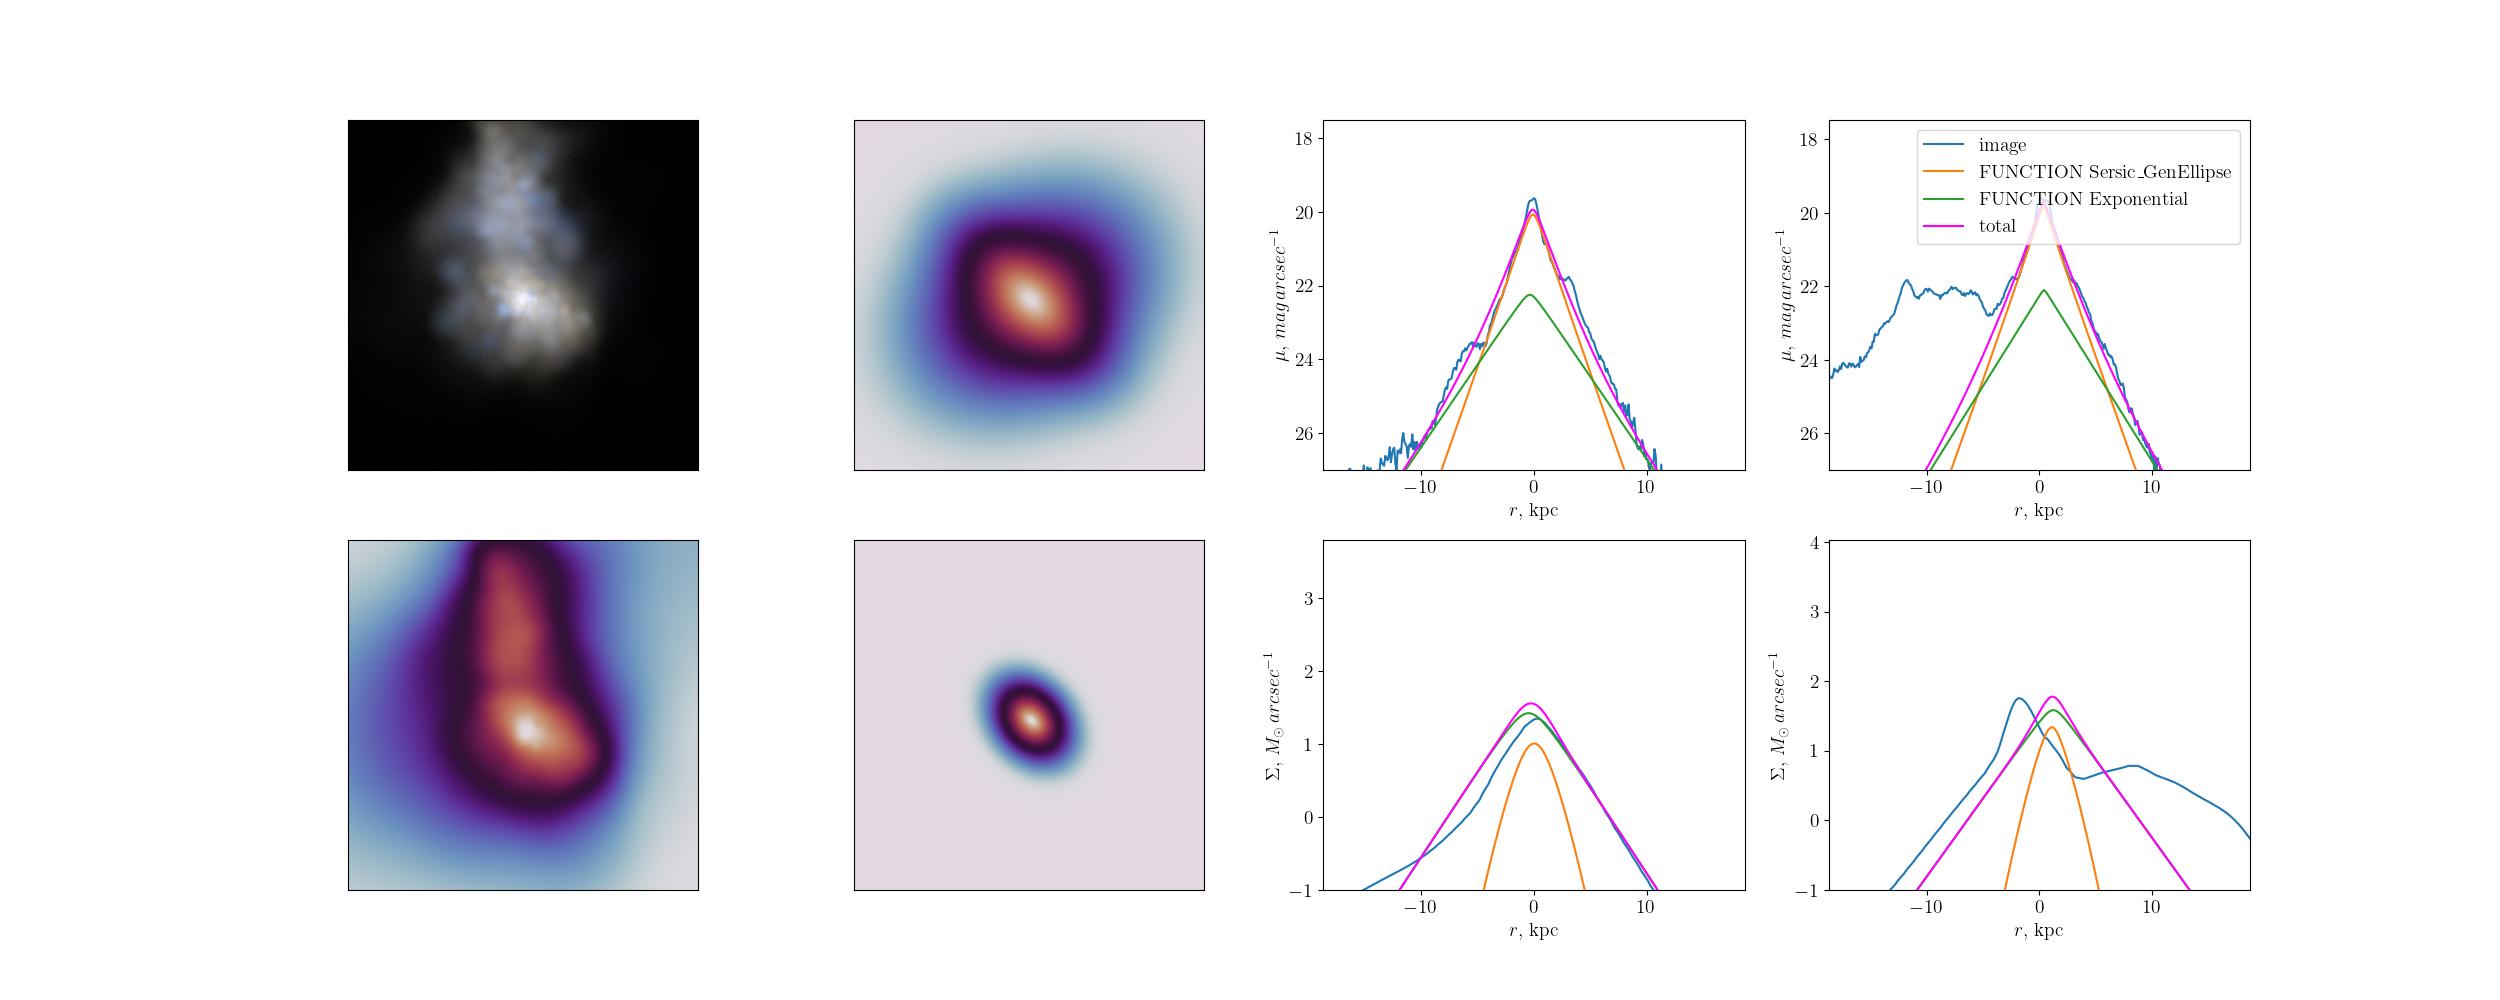 18
20
22
24
26
μ, mag arcsec⁻¹
−10 0 10
r, kpc
18
20
22
24
26
μ, mag arcsec⁻¹
image
FUNCTION Sersic_GenEllipse
FUNCTION Exponential
total
−10 0 10
r, kpc
3
2
1
0
−1
Σ, M⊙ arcsec⁻¹
−10 0 10
r, kpc
4
3
2
1
0
−1
Σ, M⊙ arcsec⁻¹
−10 0 10
r, kpc